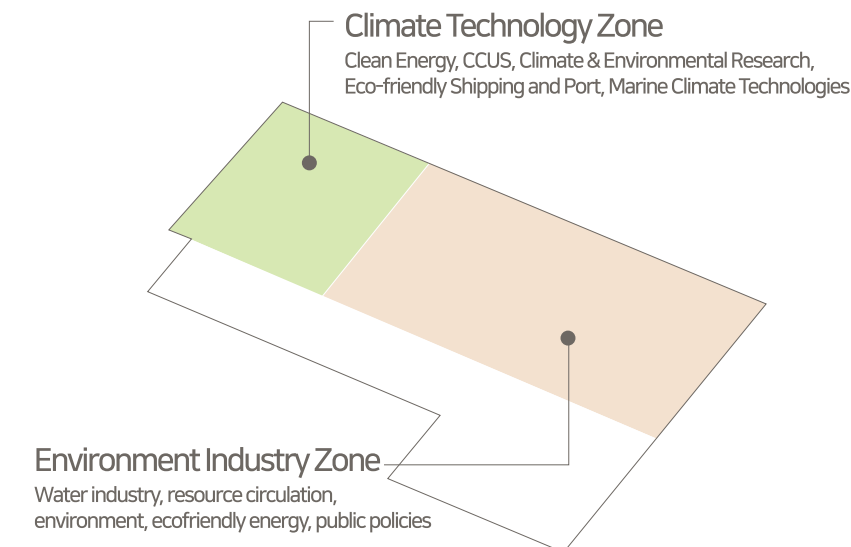 Climate Technology Zone
Clean Energy, CCUS, Climate & Environmental Research,
Eco-friendly Shipping and Port, Marine Climate Technologies
Environment Industry Zone
Water industry, resource circulation,
environment, ecofriendly energy, public policies